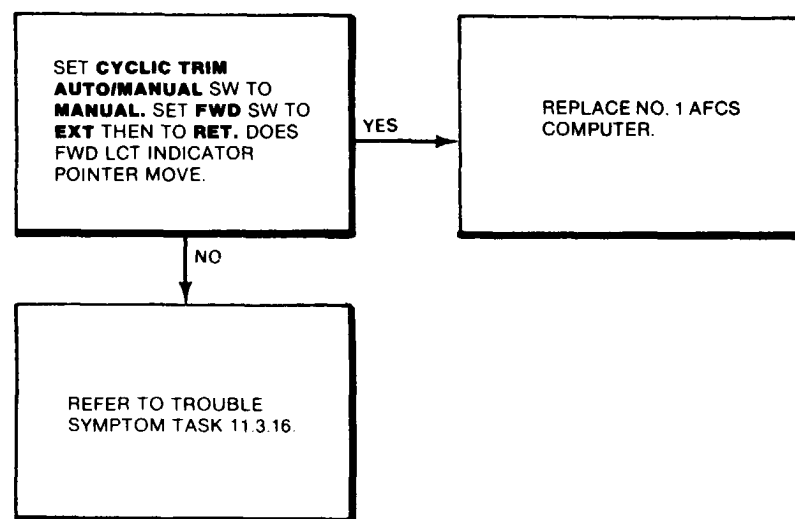 SET CYCLIC TRIM
AUTO/MANUAL SW TO
MANUAL. SET FWD SW TO
EXT THEN TO RET. DOES
FWD LCT INDICATOR
POINTER MOVE.
YES
REPLACE NO. 1 AFCS
COMPUTER.
NO
REFER TO TROUBLE
SYMPTOM TASK 11.3.16.